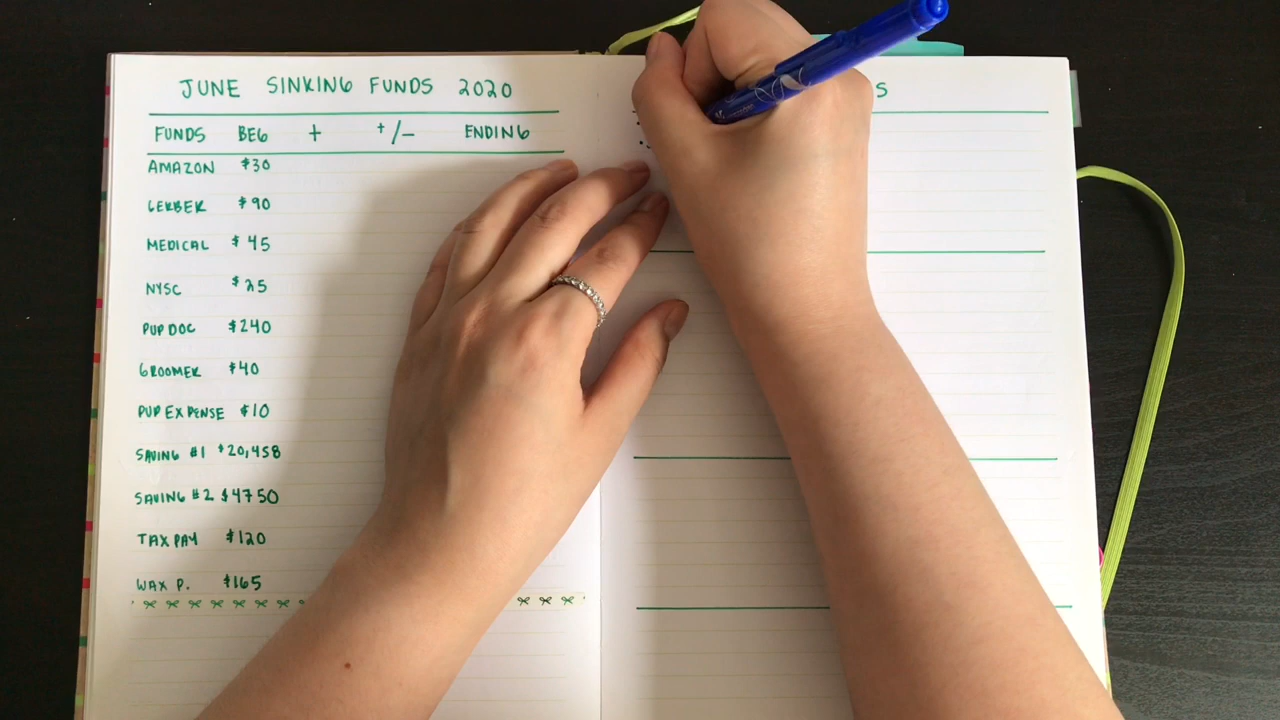 JUNE SINKING FUNDS 2020
FUNDS BEG + +/- ENDING
AMAZON $30
GERBER $90
MEDICAL $45
NYSC $25
PUP DOC $240
GROOMER $40
PUP EXPENSE $10
SAVING #1 $20,458
SAVING #2 $4750
TAX PAY $120
WAX P. $165
S